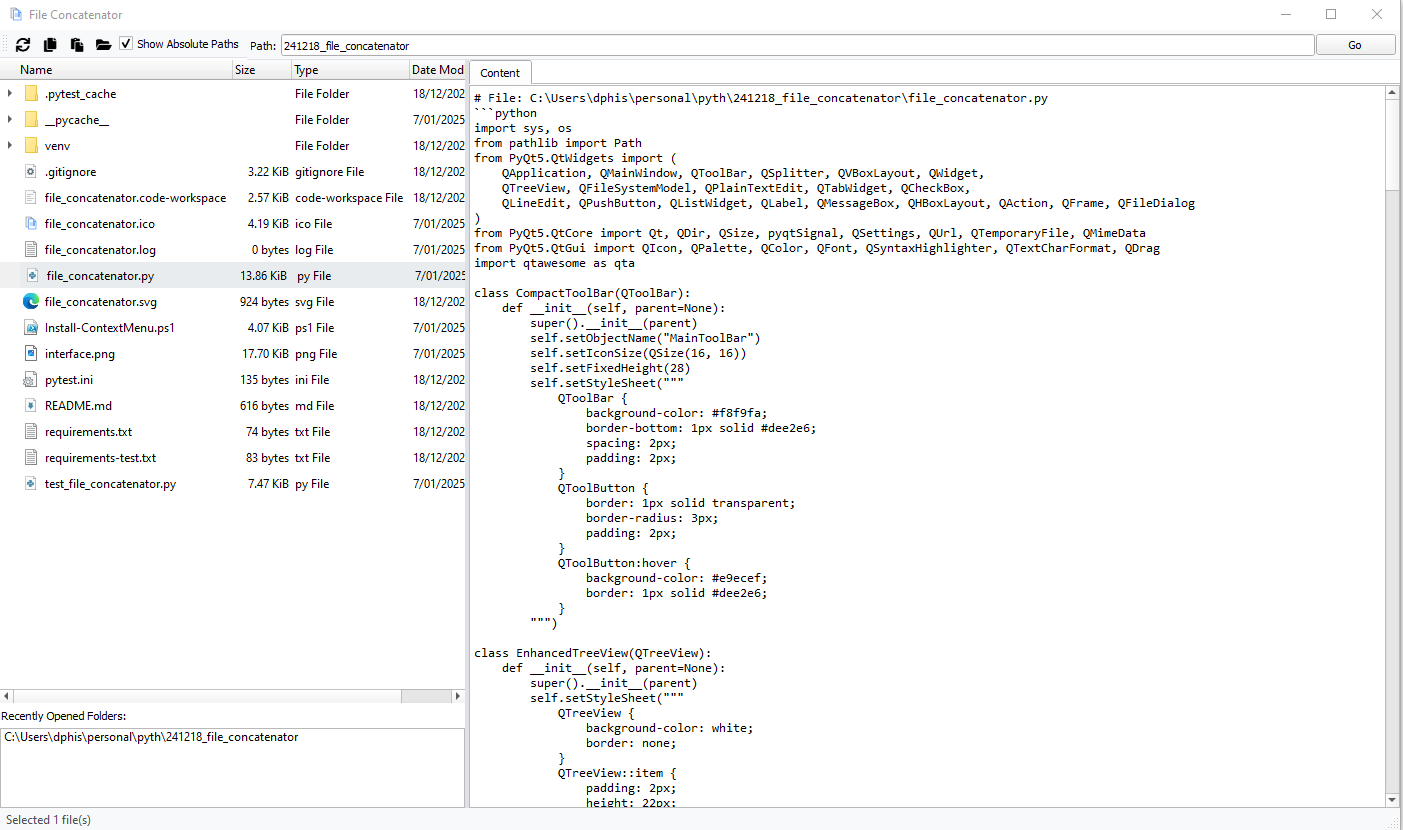 File Concatenator
Show Absolute Paths Path: 241218_file_concatenator Go
Name Size Type Date Mod
.pytest_cache File Folder 18/12/202
__pycache__ File Folder 7/01/2025
venv File Folder 18/12/202
.gitignore 3.22 KiB gitignore File 18/12/202
file_concatenator.code-workspace 2.57 KiB code-workspace File 18/12/202
file_concatenator.ico 4.19 KiB ico File 18/12/202
file_concatenator.log 0 bytes log File 18/12/202
file_concatenator.py 13.86 KiB py File 7/01/2025
file_concatenator.svg 924 bytes svg File 18/12/202
Install-ContextMenu.ps1 4.07 KiB ps1 File 7/01/2025
interface.png 17.70 KiB png File 7/01/2025
pytest.ini 135 bytes ini File 18/12/202
README.md 616 bytes md File 18/12/202
requirements.txt 74 bytes txt File 18/12/202
requirements-test.txt 83 bytes txt File 18/12/202
test_file_concatenator.py 7.47 KiB py File 7/01/2025
Recently Opened Folders:
C:\Users\dphis\personal\pyth\241218_file_concatenator
Content
# File: C:\Users\dphis\personal\pyth\241218_file_concatenator\file_concatenator.py
```python
import sys, os
from pathlib import Path
from PyQt5.QtWidgets import (
    QApplication, QMainWindow, QToolBar, QSplitter, QVBoxLayout, QWidget,
    QTreeView, QFileSystemModel, QPlainTextEdit, QTabWidget, QCheckBox,
    QLineEdit, QPushButton, QListWidget, QLabel, QMessageBox, QHBoxLayout, QAction, QFrame, QFileDialog
)
from PyQt5.QtCore import Qt, QDir, QSize, pyqtSignal, QSettings, QUrl, QTemporaryFile, QMimeData
from PyQt5.QtGui import QIcon, QPalette, QColor, QFont, QSyntaxHighlighter, QTextCharFormat, QDrag
import qtawesome as qta

class CompactToolBar(QToolBar):
    def __init__(self, parent=None):
        super().__init__(parent)
        self.setObjectName("MainToolBar")
        self.setIconSize(QSize(16, 16))
        self.setFixedHeight(28)
        self.setStyleSheet("""
            QToolBar {
                background-color: #f8f9fa;
                border-bottom: 1px solid #dee2e6;
                spacing: 2px;
                padding: 2px;
            }
            QToolButton {
                border: 1px solid transparent;
                border-radius: 3px;
                padding: 2px;
            }
            QToolButton:hover {
                background-color: #e9ecef;
                border: 1px solid #dee2e6;
            }
        """)

class EnhancedTreeView(QTreeView):
    def __init__(self, parent=None):
        super().__init__(parent)
        self.setStyleSheet("""
            QTreeView {
                background-color: white;
                border: none;
            }
            QTreeView::item {
                padding: 2px;
                height: 22px;
Selected 1 file(s)